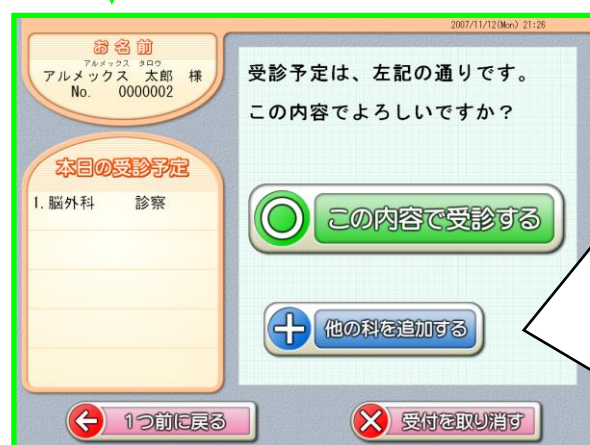 2007/11/12(Mon) 21:26
お名前
アルメックス タロウ
アルメックス 太郎 様
No. 0000002
本日の受診予定
1.脳外科 診察
受診予定は、左記の通りです。
この内容でよろしいですか？
この内容で受診する
他の科を追加する
1つ前に戻る
受付を取り消す